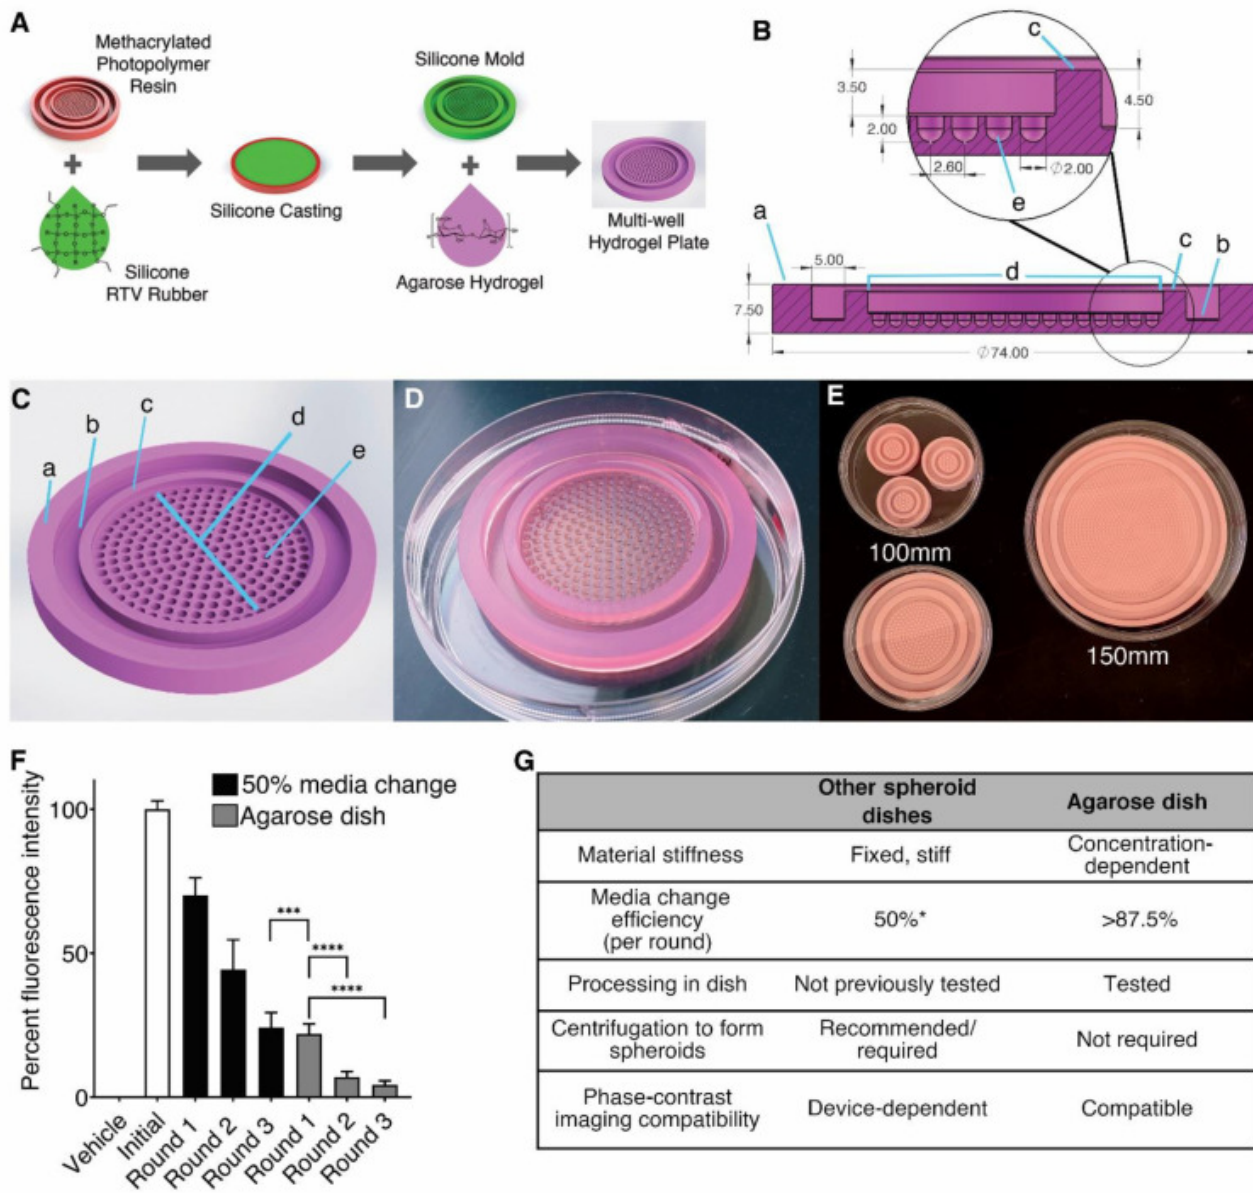 A
Methacrylated
Photopolymer
Resin
Silicone
RTV Rubber
Silicone Casting
Silicone Mold
Agarose Hydrogel
Multi-well
Hydrogel Plate
B
c
3.50
4.50
2.00
2.60
∅2.00
e
a
5.00
d
c
b
7.50
∅74.00
C
a
b
c
d
e
D
E
100mm
150mm
F
50% media change
Agarose dish
Percent fluorescence intensity
100
50
0
***
****
****
Vehicle
Initial
Round 1
Round 2
Round 3
Round 1
Round 2
Round 3
G
Other spheroid
dishes
Agarose dish
Material stiffness
Fixed, stiff
Concentration-
dependent
Media change
efficiency
(per round)
50%*
>87.5%
Processing in dish
Not previously tested
Tested
Centrifugation to form
spheroids
Recommended/
required
Not required
Phase-contrast
imaging compatibility
Device-dependent
Compatible